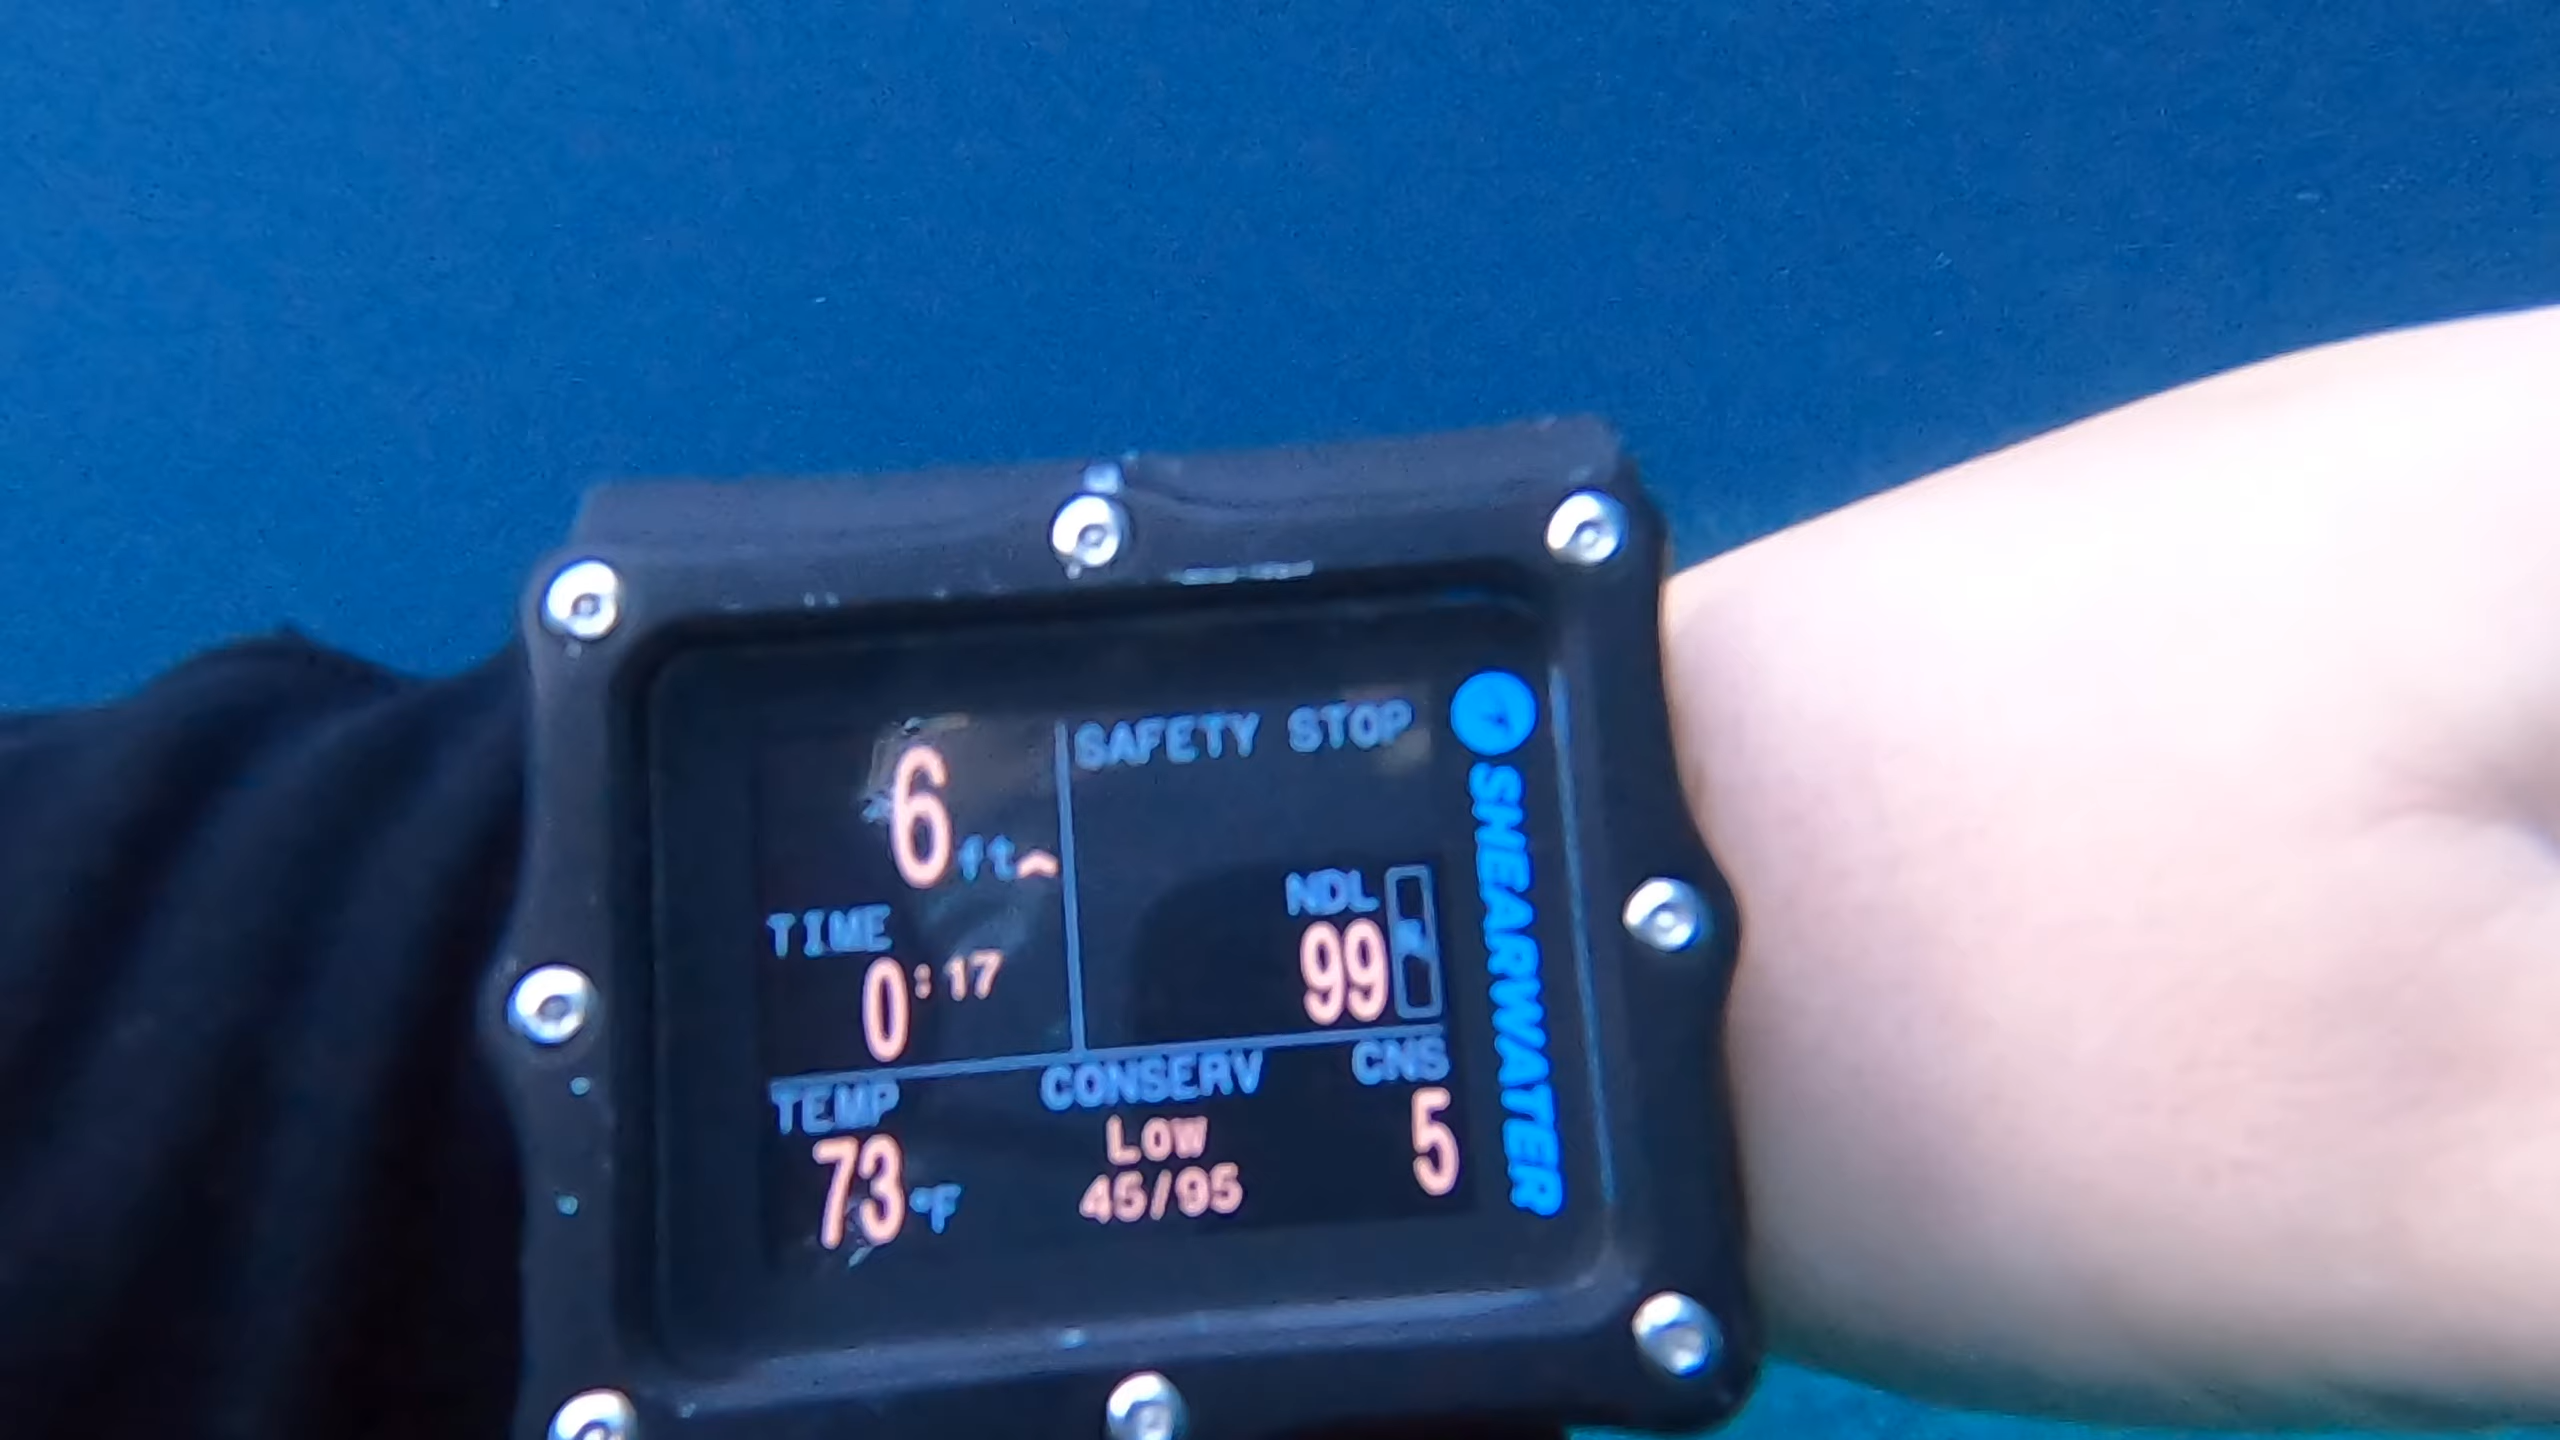 6 ft
SAFETY STOP
TIME
0:17
NDL
99
TEMP
73 °F
CONSERV
Low
45/95
CNS
5
SHEARWATER